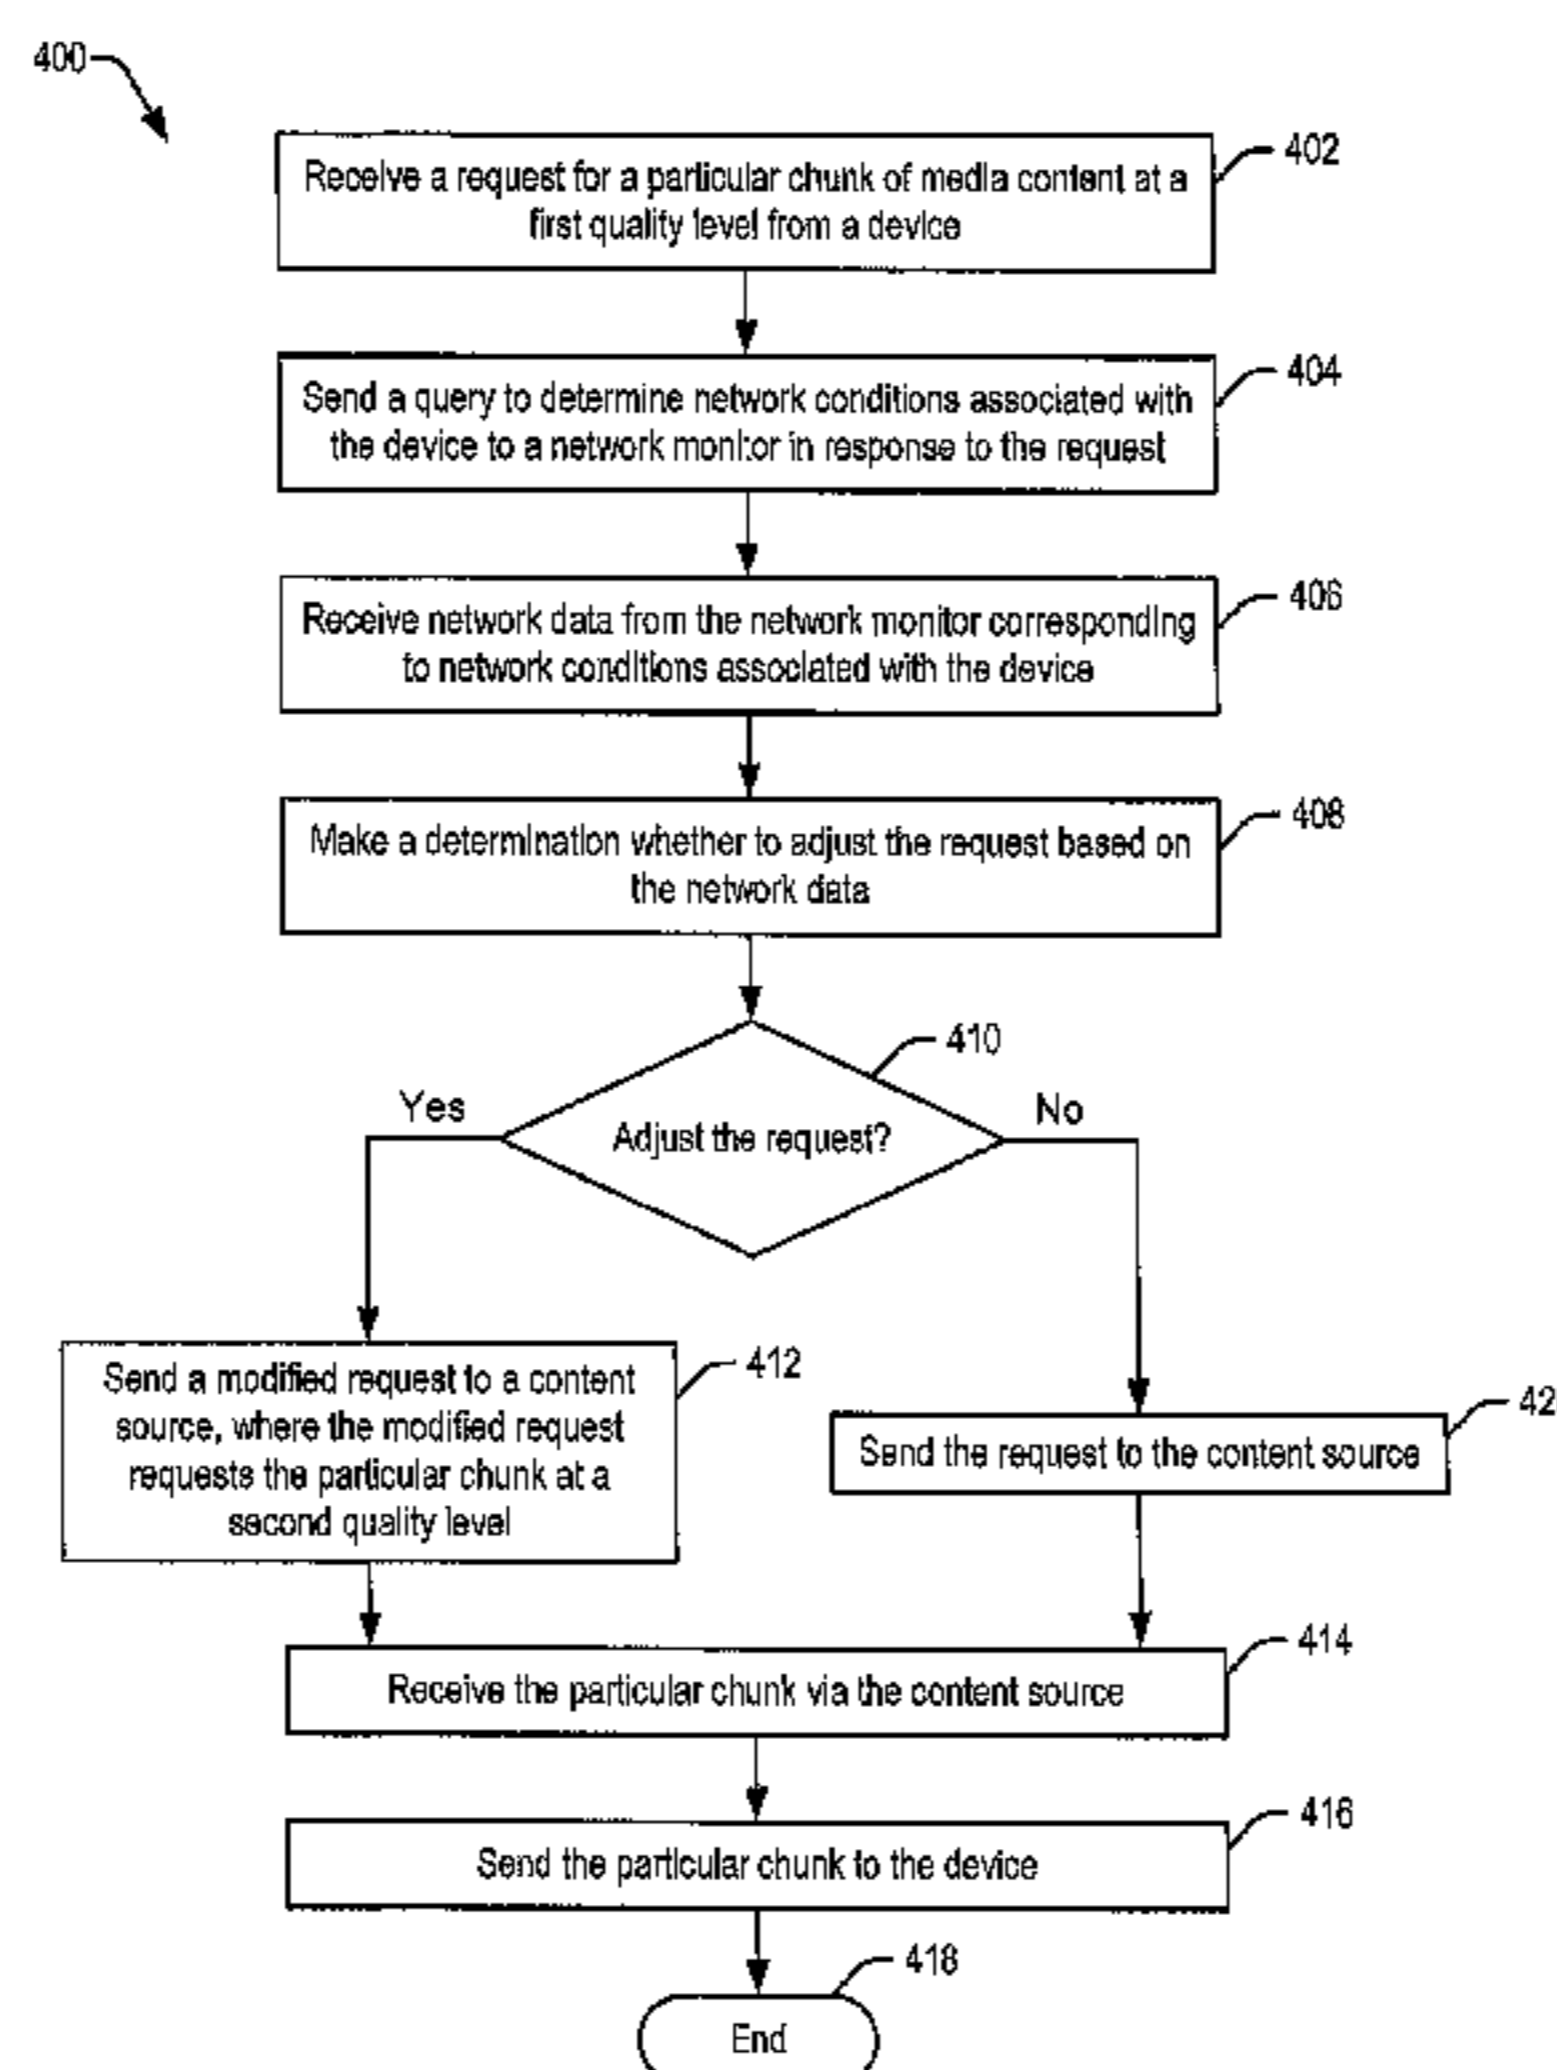 400
Receive a request for a particular chunk of media content at a
first quality level from a device
402
Send a query to determine network conditions associated with
the device to a network monitor in response to the request
404
Receive network data from the network monitor corresponding
to network conditions associated with the device
406
Make a determination whether to adjust the request based on
the network data
408
410
Yes
Adjust the request?
No
Send a modified request to a content
source, where the modified request
requests the particular chunk at a
second quality level
412
Send the request to the content source
42
Receive the particular chunk via the content source
414
Send the particular chunk to the device
416
418
End